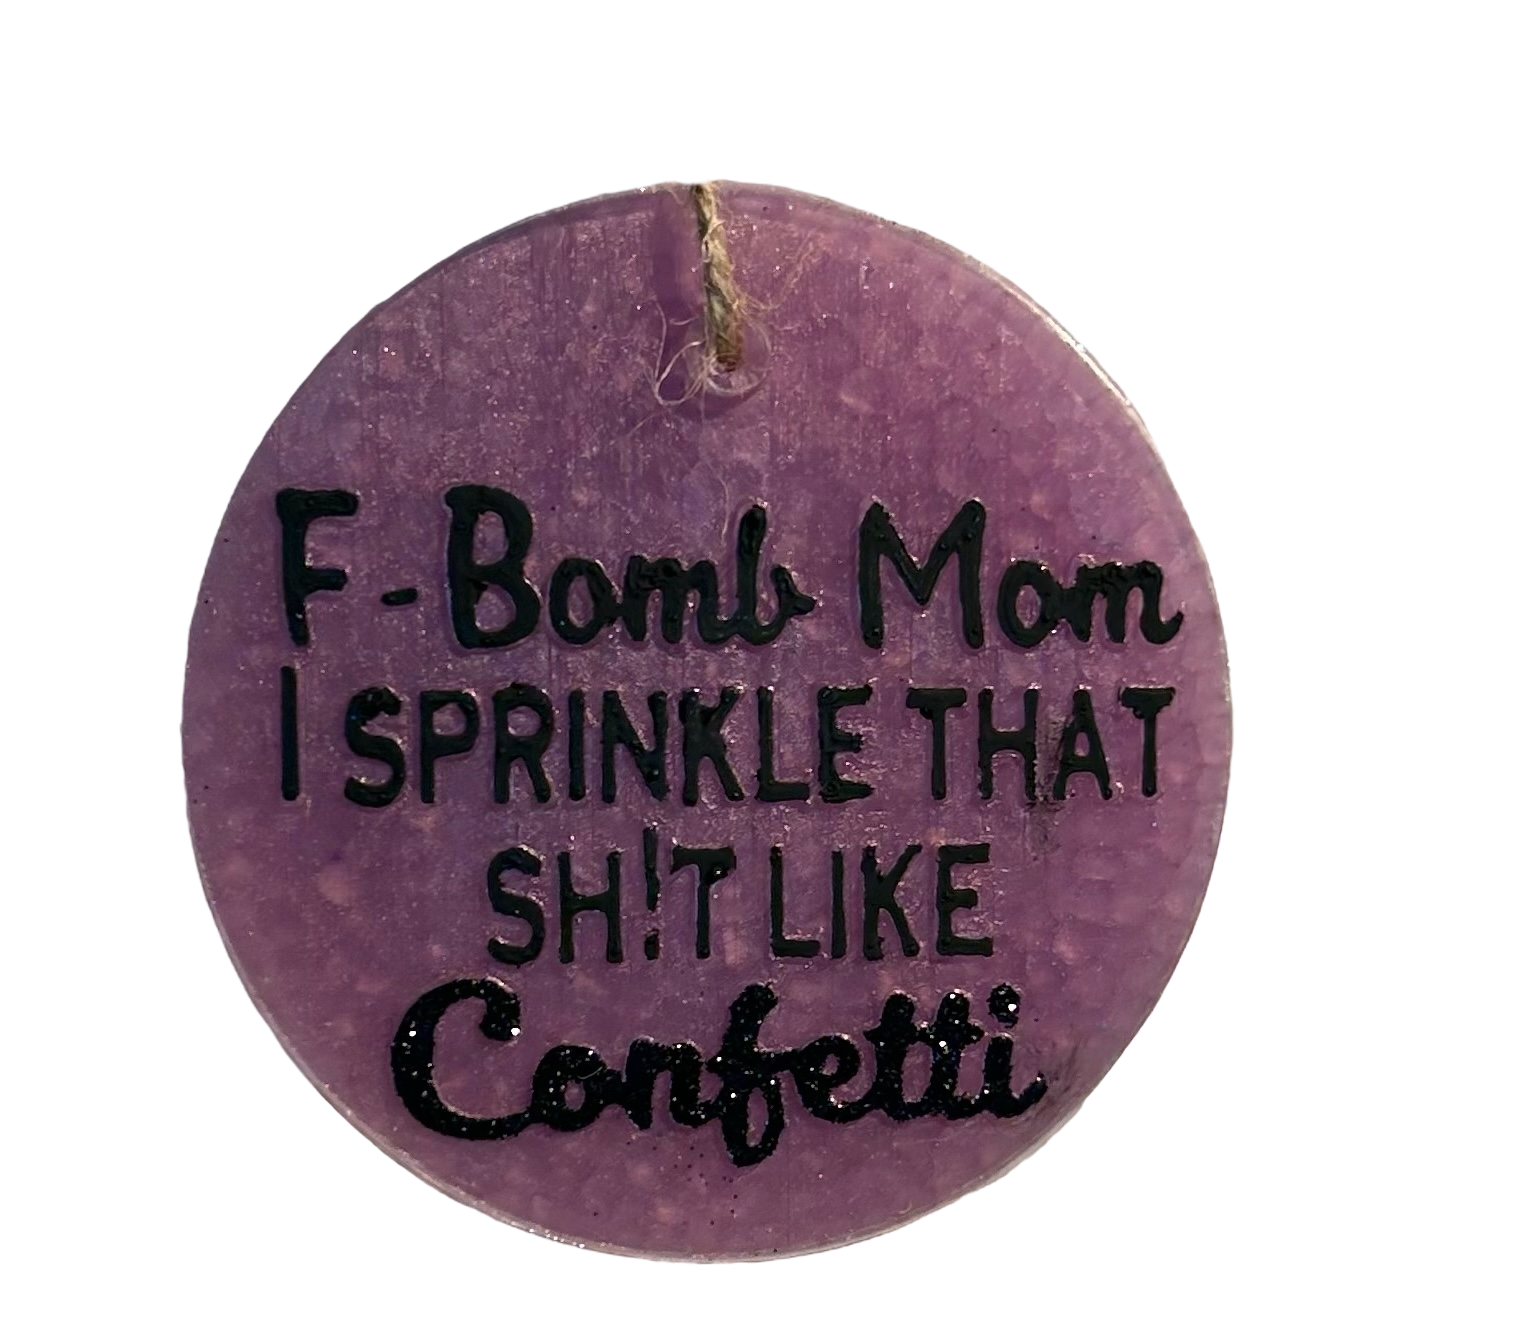 F-Bomb Mom
I SPRINKLE THAT
SH!T LIKE
Confetti